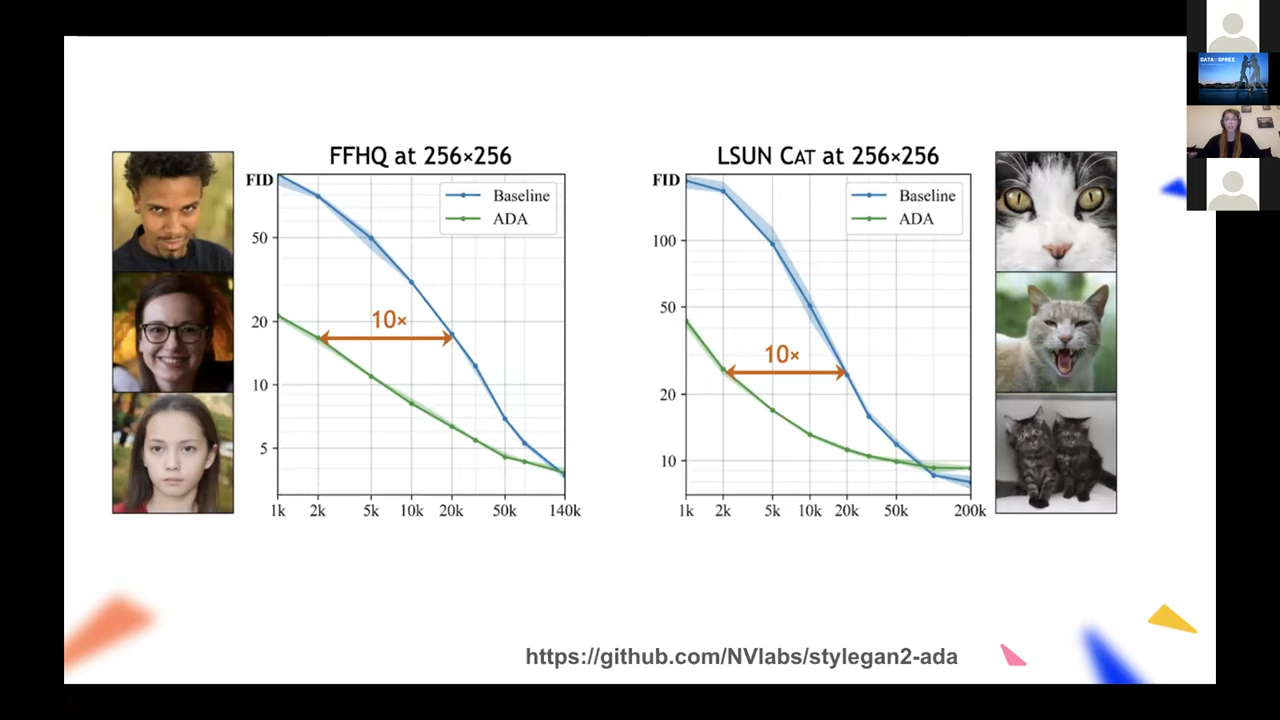 FFHQ at 256×256
FID
Baseline
ADA
50
20
10
5
10×
1k 2k 5k 10k 20k 50k 140k
LSUN CAT at 256×256
FID
Baseline
ADA
100
50
20
10
10×
1k 2k 5k 10k 20k 50k 200k
https://github.com/NVlabs/stylegan2-ada